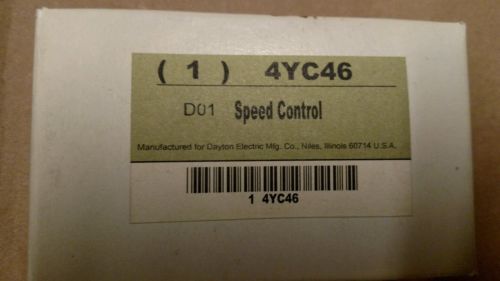 ( 1 ) 4YC46
D01 Speed Control
Manufactured for Dayton Electric Mfg. Co., Niles, Illinois 60714 U.S.A.
1 4YC46